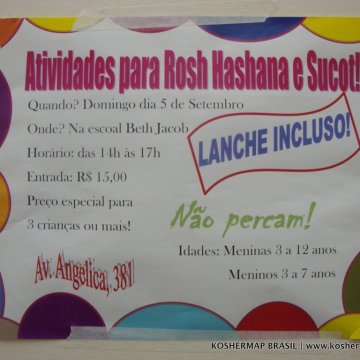 Atividades para Rosh Hashana e Sucot!
Quando? Domingo dia 5 de Setembro
Onde? Na escoal Beth Jacob
Horário: das 14h às 17h
LANCHE INCLUSO!
Entrada: R$ 15,00
Preço especial para
3 crianças ou mais!
Não percam!
Idades: Meninas 3 a 12 anos
Meninos 3 a 7 anos
Av. Angelica, 381
KOSHERMAP BRASIL | www.koshe